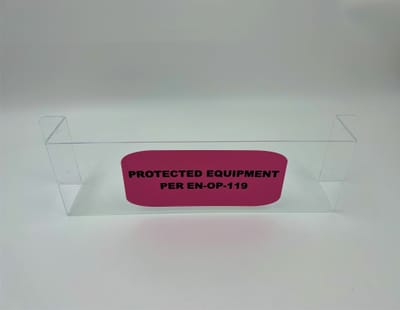 PROTECTED EQUIPMENT
PER EN-OP-119